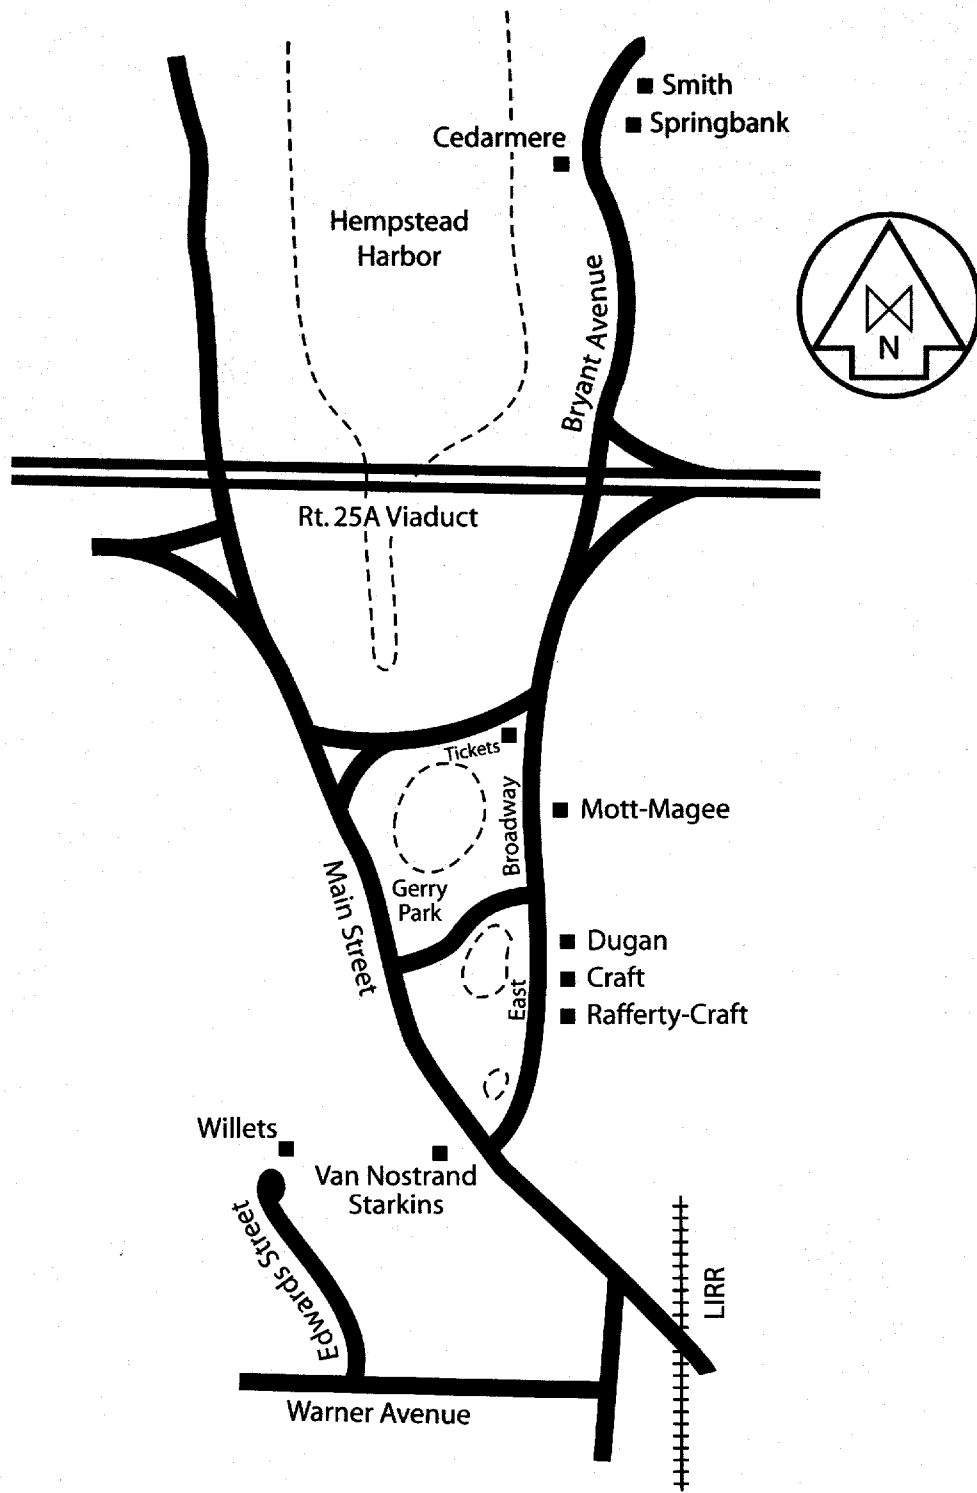 Smith
Springbank
Cedarmere
Hempstead
Harbor
Bryant Avenue
N
Rt. 25A Viaduct
Tickets
Broadway
Mott-Magee
Main Street
Gerry
Park
Dugan
Craft
East
Rafferty-Craft
Willets
Van Nostrand
Starkins
Edwards Street
LIRR
Warner Avenue